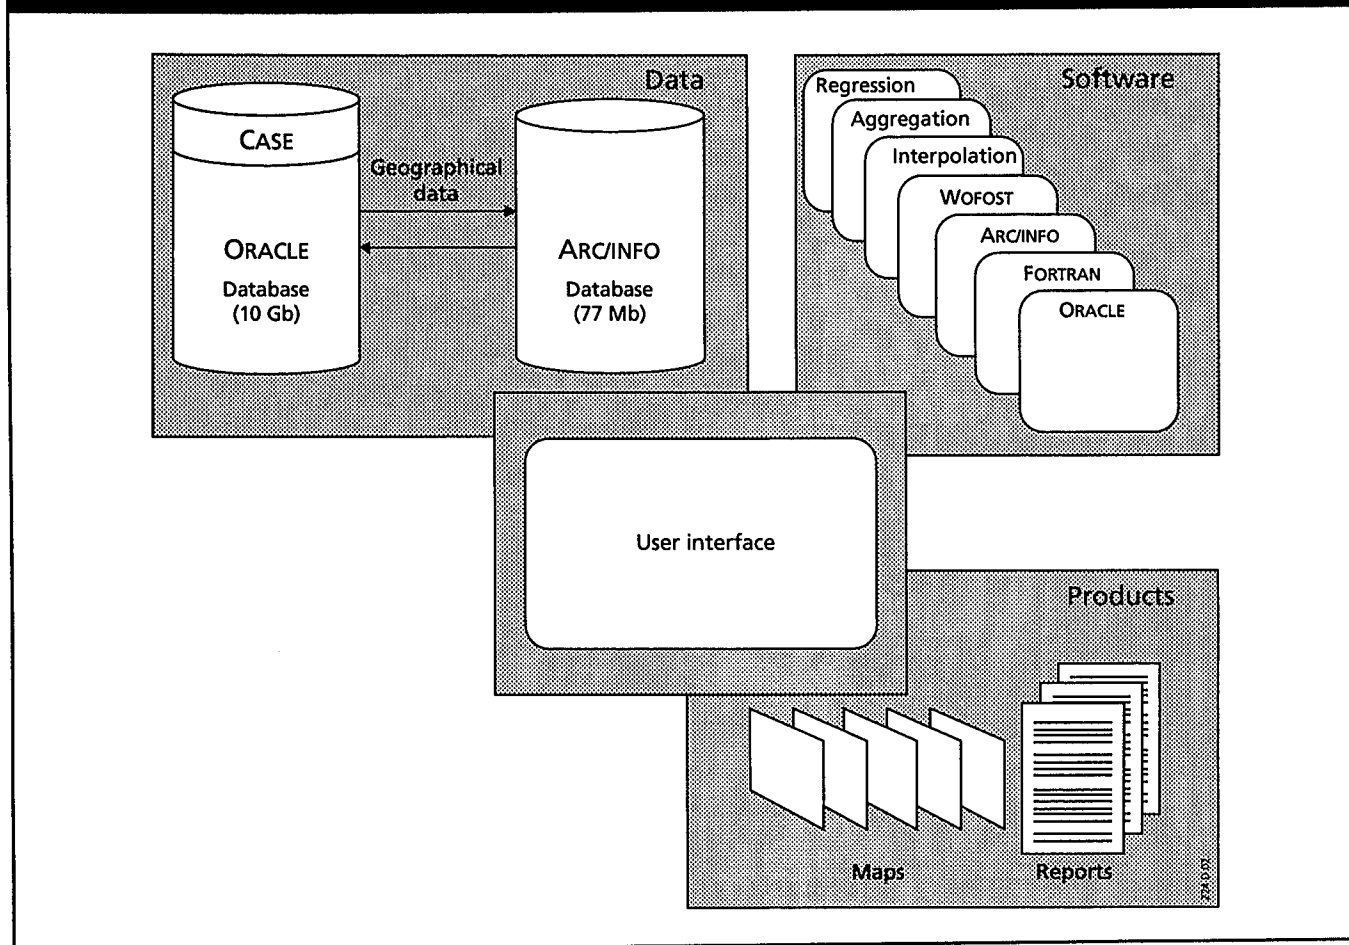 Data
CASE
Geographical
data
ORACLE
Database
(10 Gb)
ARC/INFO
Database
(77 Mb)
Software
Regression
Aggregation
Interpolation
WOFOST
ARC/INFO
FORTRAN
ORACLE
User interface
Products
Maps
Reports